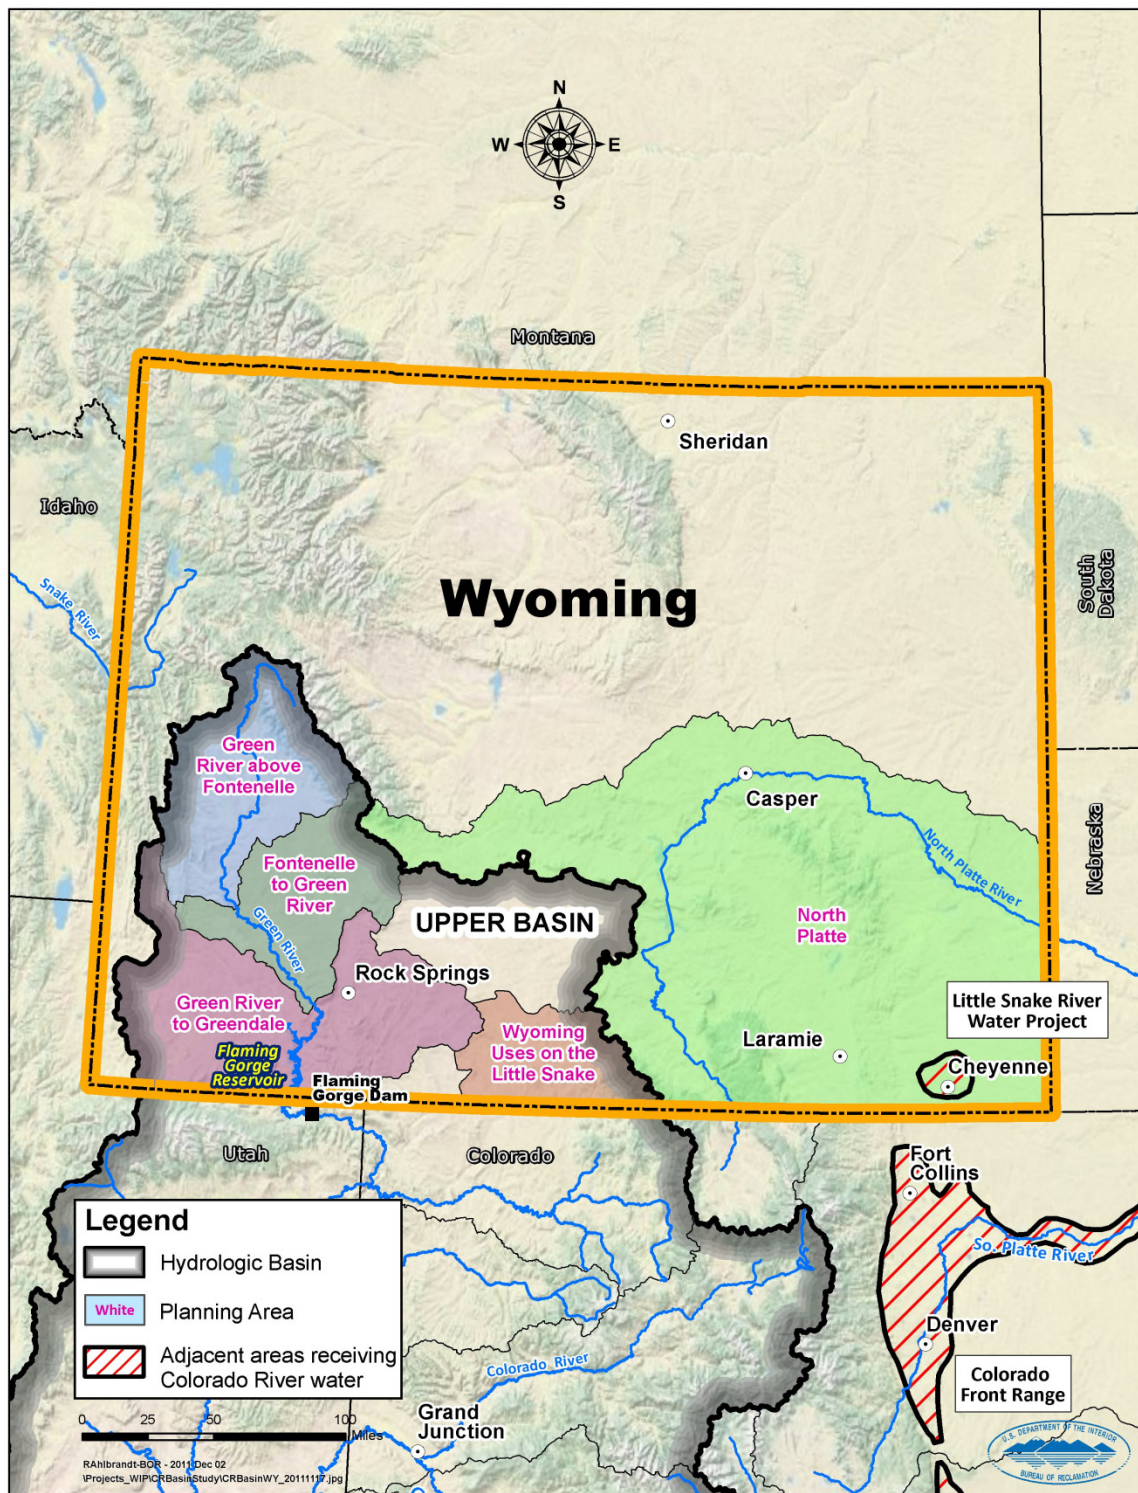 N
W E
S
Montana
Sheridan
Idaho
South
Dakota
Wyoming
Snake River
Green
River above
Fontenelle
Casper
North Platte River
Nebraska
Fontenelle
to Green
River
UPPER BASIN
North
Platte
Green River
Rock Springs
Green River
to Greendale
Little Snake River
Water Project
Wyoming
Uses on the
Little Snake
Laramie
Flaming
Gorge
Reservoir
Cheyenne
Flaming
Gorge Dam
Utah
Colorado
Fort
Collins
Legend
Hydrologic Basin
White
Planning Area
Adjacent areas receiving
Colorado River water
So. Platte River
Denver
Colorado River
Colorado
Front Range
0 25 50 100
Miles
Grand
Junction
RAhlbrandt-BOR - 2011 Dec 02
\Projects_WIP\CRBasinStudy\CRBasinWY_20111117.jpg
U.S. DEPARTMENT OF THE INTERIOR
BUREAU OF RECLAMATION